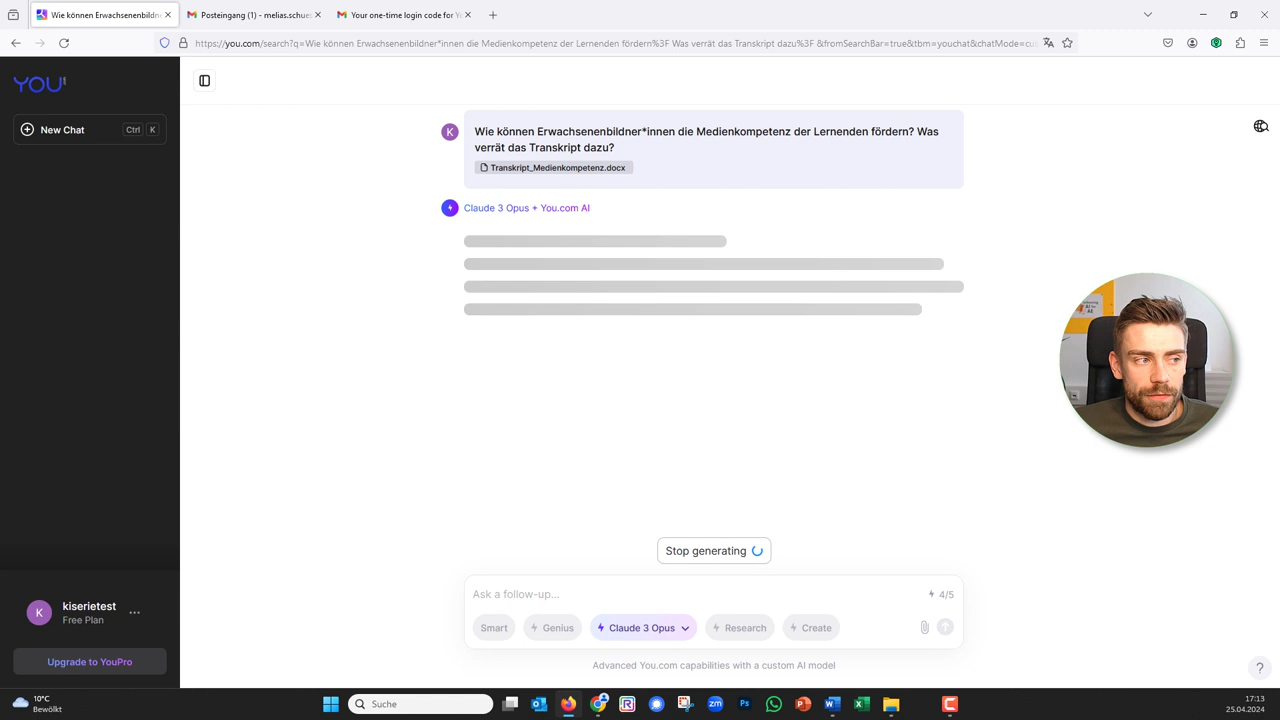 Wie können Erwachsenenbildne
Posteingang (1) - melias.schues
Your one-time login code for Yo
https://you.com/search?q=Wie können Erwachsenenbildner*innen die Medienkompetenz der Lernenden fördern%3F Was verrät das Transkript dazu%3F &fromSearchBar=true&tbm=youchat&chatMode=cus
YOU
New Chat
Ctrl K
K
Wie können Erwachsenenbildner*innen die Medienkompetenz der Lernenden fördern? Was
verrät das Transkript dazu?
Transkript_Medienkompetenz.docx
Claude 3 Opus + You.com AI
Stop generating
Ask a follow-up...
4/5
Smart
Genius
Claude 3 Opus
Research
Create
Advanced You.com capabilities with a custom AI model
K
kiserietest
Free Plan
Upgrade to YouPro
?
10°C
Bewölkt
Suche
17:13
25.04.2024